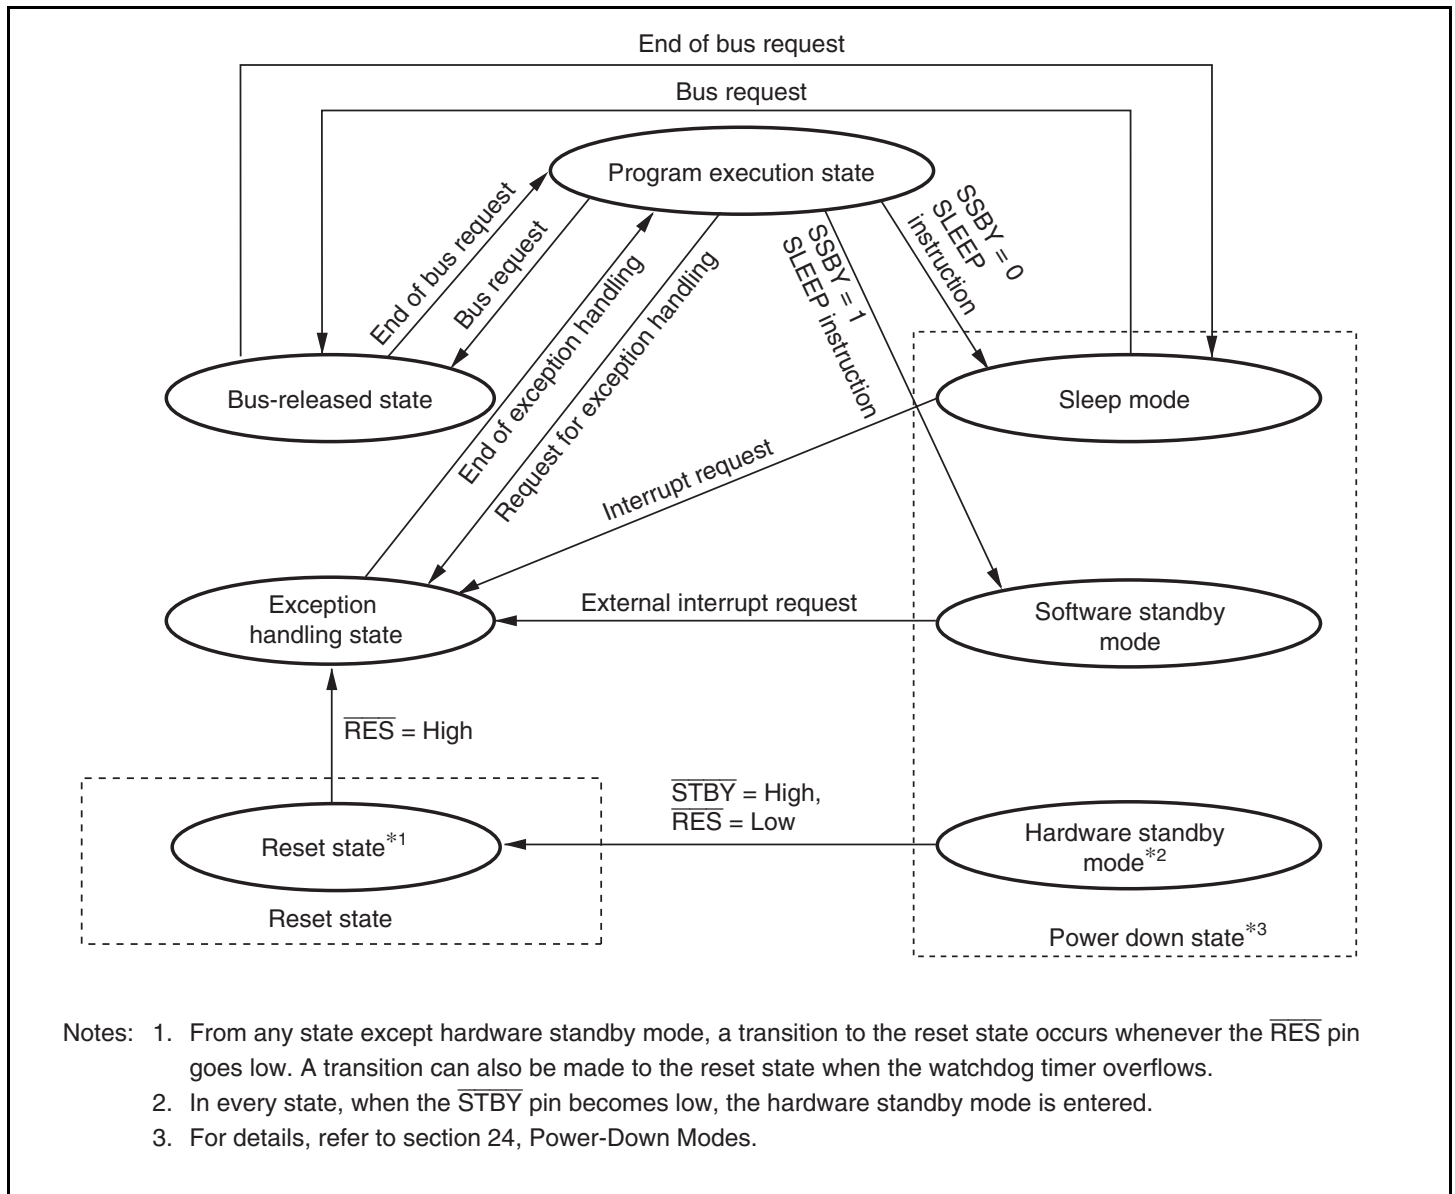 End of bus request
Bus request
Program execution state
End of bus request
Bus request
End of exception handling
Request for exception handling
SSBY = 1
SLEEP instruction
SSBY = 0
SLEEP
instruction
Bus-released state
Sleep mode
Interrupt request
Exception
handling state
External interrupt request
Software standby
mode
R̅E̅S̅ = High
S̅T̅B̅Y̅ = High,
R̅E̅S̅ = Low
Reset state*1
Hardware standby
mode*2
Reset state
Power down state*3
Notes: 1. From any state except hardware standby mode, a transition to the reset state occurs whenever the R̅E̅S̅ pin
goes low. A transition can also be made to the reset state when the watchdog timer overflows.
2. In every state, when the S̅T̅B̅Y̅ pin becomes low, the hardware standby mode is entered.
3. For details, refer to section 24, Power-Down Modes.